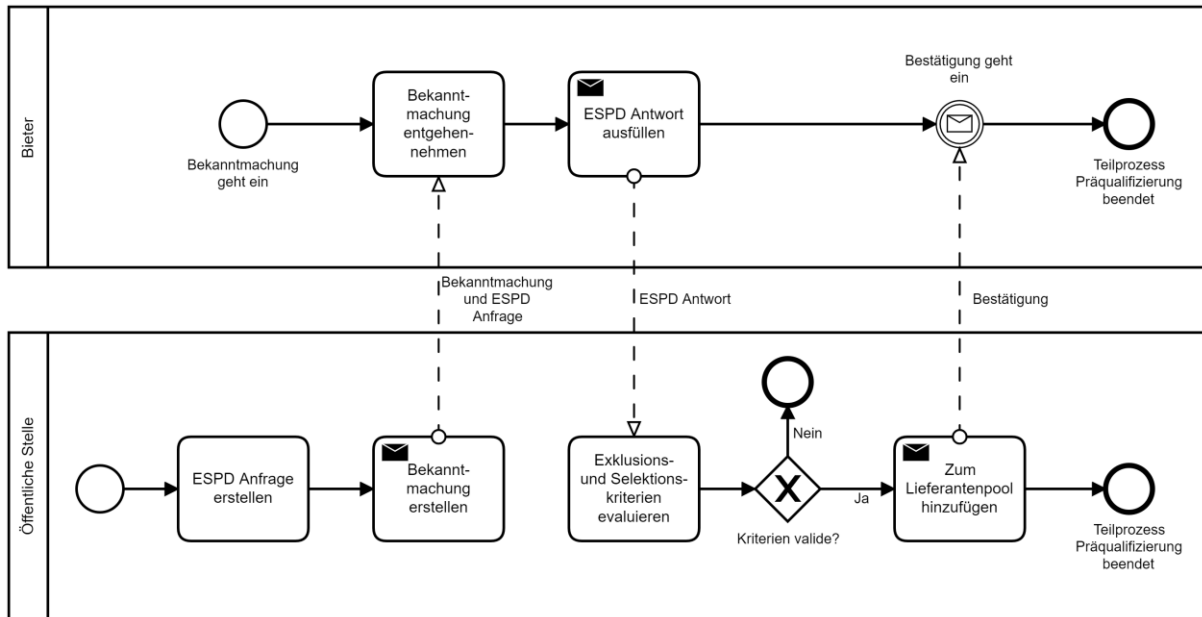 Bieter
Bekanntmachung
geht ein
Bekannt-
machung
entgehen-
nehmen
ESPD Antwort
ausfüllen
Bestätigung geht
ein
Teilprozess
Präqualifizierung
beendet
Bekanntmachung
und ESPD
Anfrage
ESPD Antwort
Bestätigung
Öffentliche Stelle
ESPD Anfrage
erstellen
Bekannt-
machung
erstellen
Exklusions-
und Selektions-
kriterien
evaluieren
Nein
Kriterien valide?
Ja
Zum
Lieferantenpool
hinzufügen
Teilprozess
Präqualifizierung
beendet